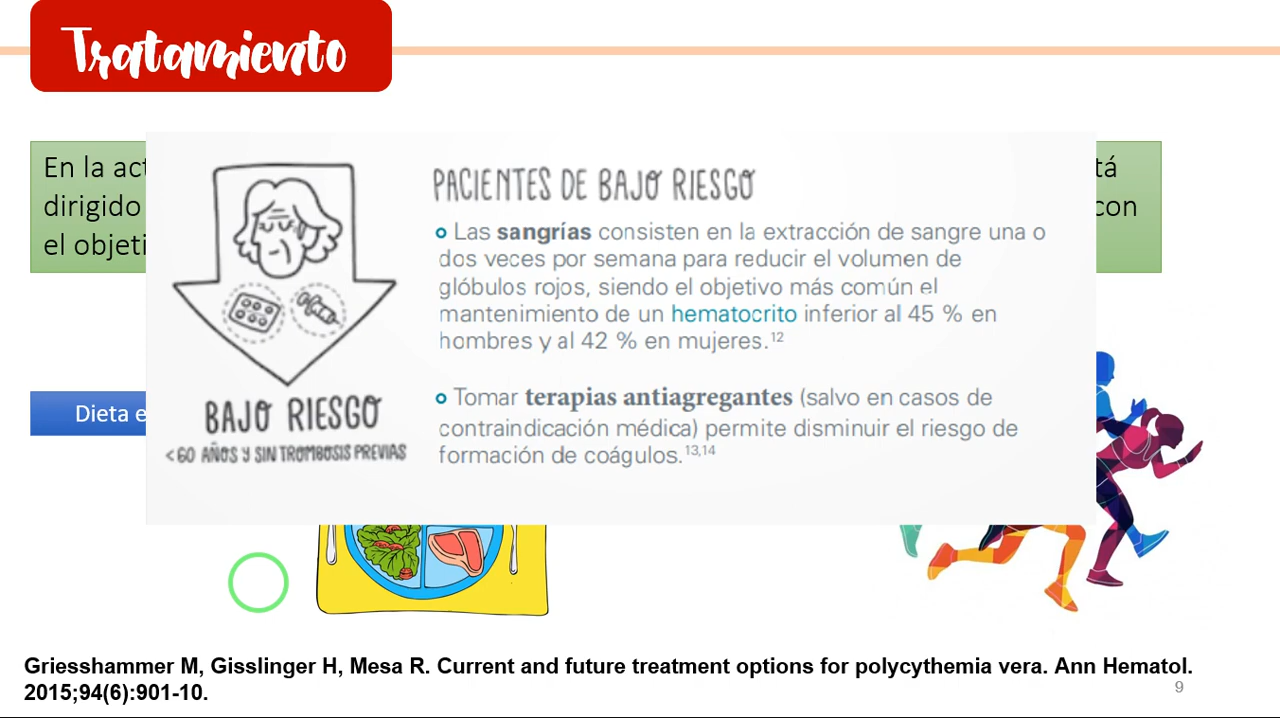 Tratamiento
En la act
tá
dirigido
con
el objeti
PACIENTES DE BAJO RIESGO
Las sangrías consisten en la extracción de sangre una o
dos veces por semana para reducir el volumen de
glóbulos rojos, siendo el objetivo más común el
mantenimiento de un hematocrito inferior al 45 % en
hombres y al 42 % en mujeres.12
Tomar terapias antiagregantes (salvo en casos de
contraindicación médica) permite disminuir el riesgo de
formación de coágulos.13,14
BAJO RIESGO
<60 AÑOS Y SIN TROMBOSIS PREVIAS
Dieta e
Griesshammer M, Gisslinger H, Mesa R. Current and future treatment options for polycythemia vera. Ann Hematol.
2015;94(6):901-10.
9